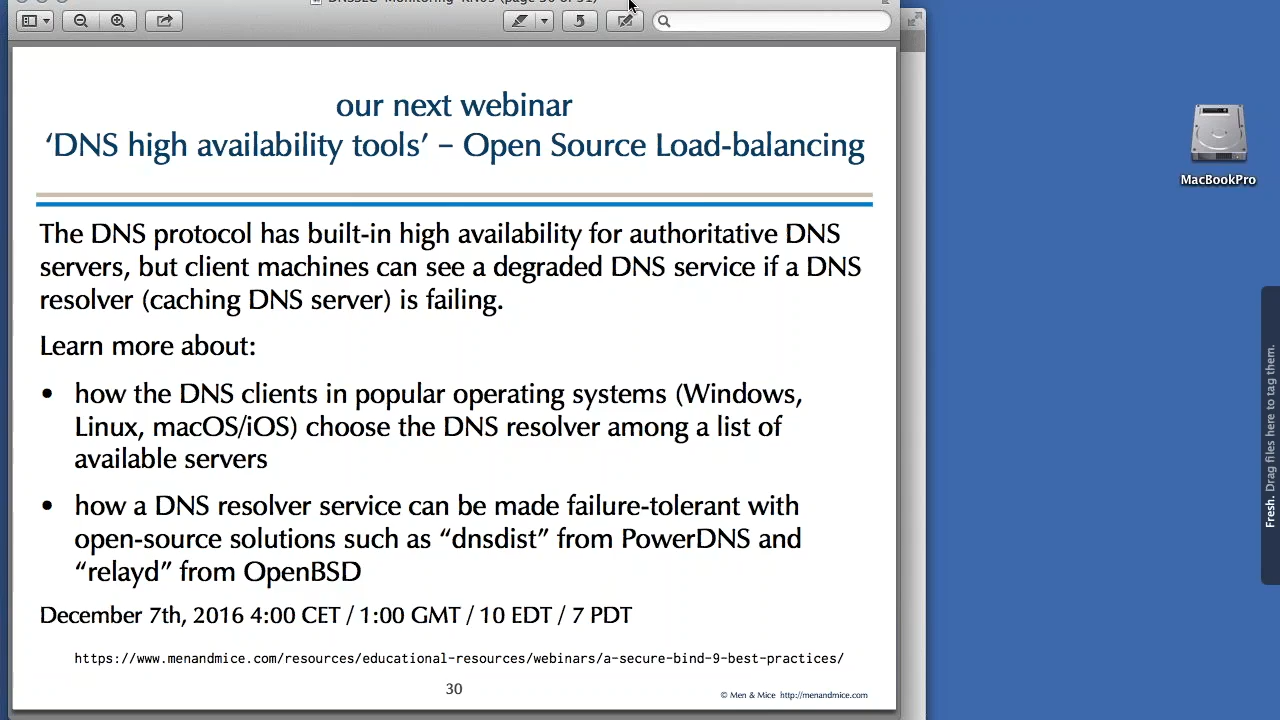 our next webinar
‘DNS high availability tools’ – Open Source Load-balancing
MacBookPro
The DNS protocol has built-in high availability for authoritative DNS
servers, but client machines can see a degraded DNS service if a DNS
resolver (caching DNS server) is failing.
Learn more about:
• how the DNS clients in popular operating systems (Windows,
Linux, macOS/iOS) choose the DNS resolver among a list of
available servers
• how a DNS resolver service can be made failure-tolerant with
open-source solutions such as “dnsdist” from PowerDNS and
“relayd” from OpenBSD
Fresh. Drag files here to tag them.
December 7th, 2016 4:00 CET / 1:00 GMT / 10 EDT / 7 PDT
https://www.menandmice.com/resources/educational-resources/webinars/a-secure-bind-9-best-practices/
30
© Men & Mice http://menandmice.com